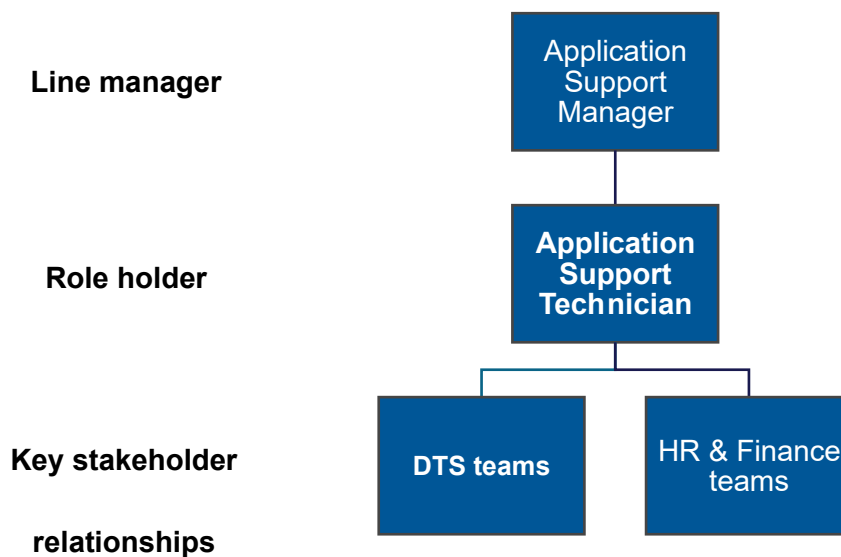 Line manager
Application
Support
Manager
Role holder
Application
Support
Technician
Key stakeholder
relationships
DTS teams
HR & Finance
teams